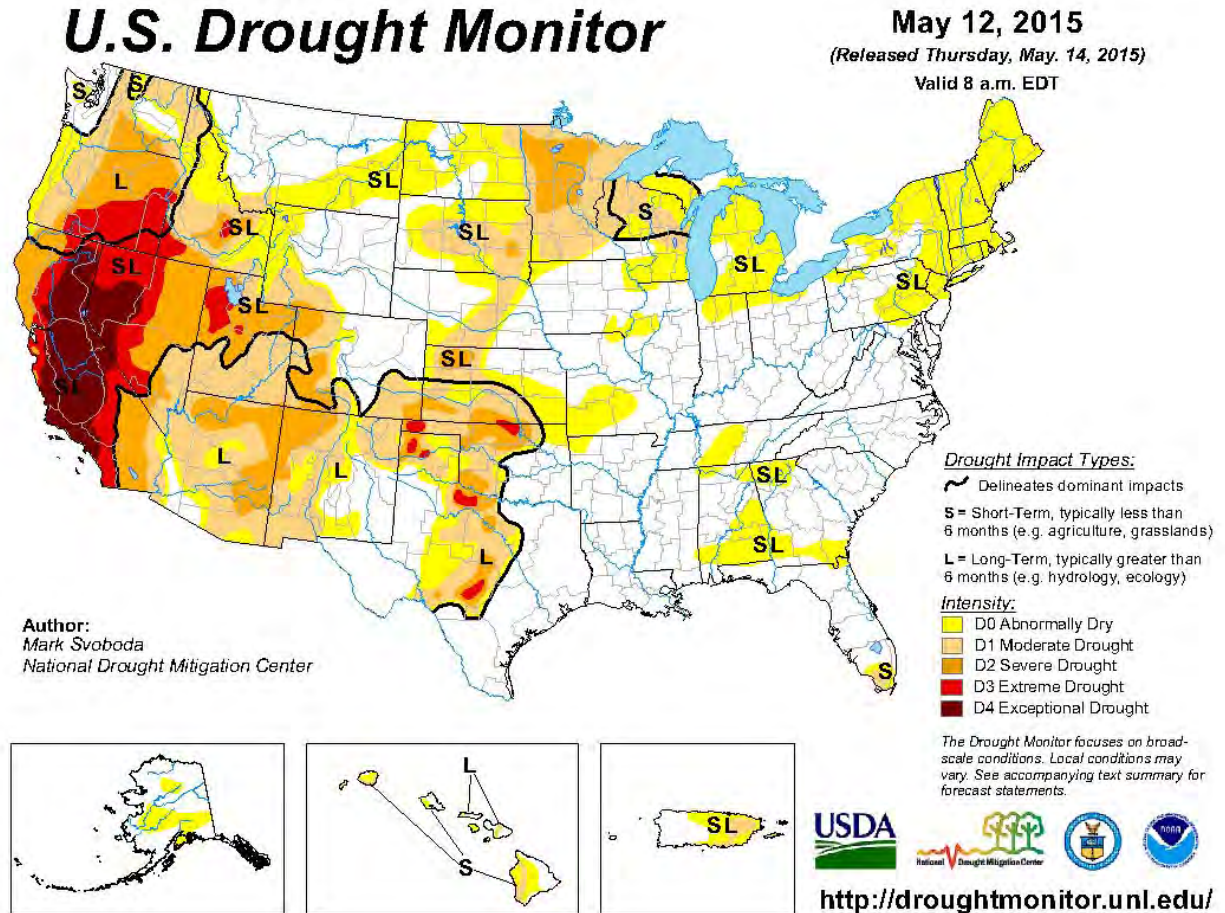 U.S. Drought Monitor
May 12, 2015
(Released Thursday, May. 14, 2015)
Valid 8 a.m. EDT
S
S
L
SL
S
SL
SL
SL
SL
SL
SL
SL
SL
L
L
L
SL
SL
S
Drought Impact Types:
Delineates dominant impacts
S = Short-Term, typically less than
6 months (e.g. agriculture, grasslands)
L = Long-Term, typically greater than
6 months (e.g. hydrology, ecology)
Intensity:
D0 Abnormally Dry
D1 Moderate Drought
D2 Severe Drought
D3 Extreme Drought
D4 Exceptional Drought
Author:
Mark Svoboda
National Drought Mitigation Center
The Drought Monitor focuses on broad-
scale conditions. Local conditions may
vary. See accompanying text summary for
forecast statements.
L
S
SL
USDA
National Drought Mitigation Center
noaa
http://droughtmonitor.unl.edu/